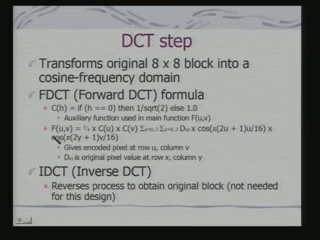 DCT step
Transforms original 8 x 8 block into a
cosine-frequency domain
FDCT (Forward DCT) formula
C(h) = if (h == 0) then 1/sqrt(2) else 1.0
Auxiliary function used in main function F(u,v)
F(u,v) = ¼ x C(u) x C(v) Σx=0..7 Σy=0..7 Dxy x cos(π(2u + 1)u/16) x
cos(π(2y + 1)v/16)
Gives encoded pixel at row u, column v
Dxy is original pixel value at row x, column y
IDCT (Inverse DCT)
Reverses process to obtain original block (not needed
for this design)